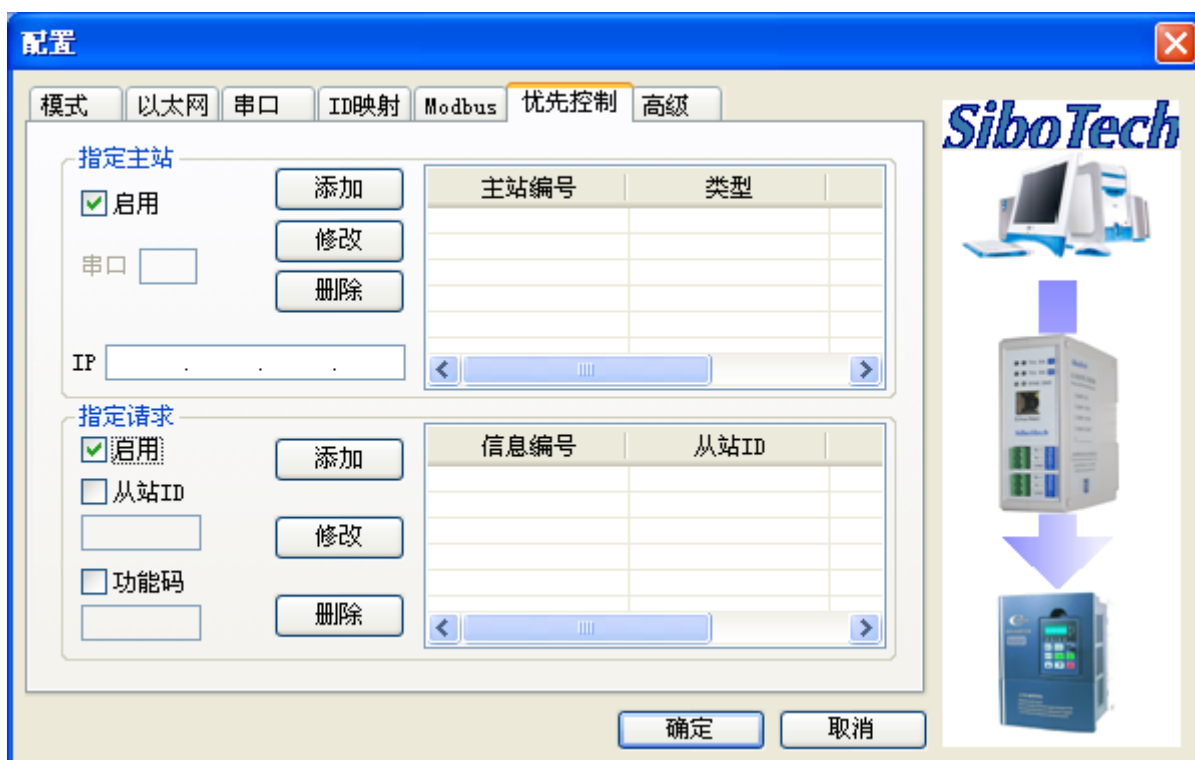 配置
模式 以太网 串口 ID映射 Modbus 优先控制 高级
SiboTech
指定主站
启用
串口
IP . . .
添加
修改
删除
主站编号 类型
指定请求
启用
从站ID
功能码
添加
修改
删除
信息编号 从站ID
确定 取消